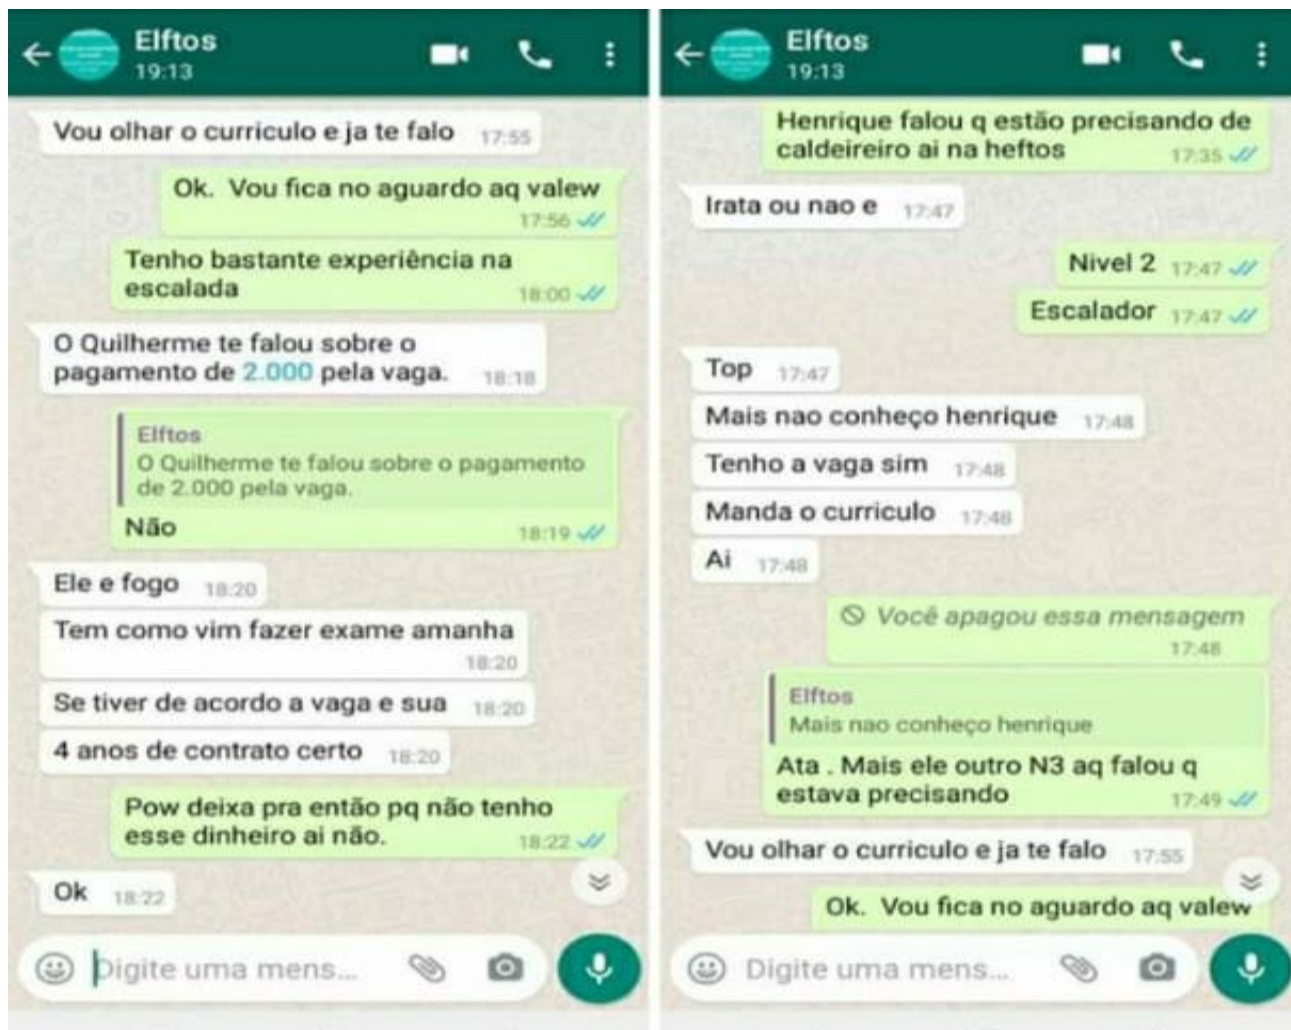 Elftos
19:13
Vou olhar o curriculo e ja te falo 17:55
Ok. Vou fica no aguardo aq valew
17:56
Tenho bastante experiência na
escalada 18:00
O Quilherme te falou sobre o
pagamento de 2.000 pela vaga. 18:18
Elftos
O Quilherme te falou sobre o pagamento
de 2.000 pela vaga.
Não 18:19
Ele e fogo 18:20
Tem como vim fazer exame amanha
18:20
Se tiver de acordo a vaga e sua 18:20
4 anos de contrato certo 18:20
Pow deixa pra então pq não tenho
esse dinheiro ai não. 18:22
Ok 18:22
Digite uma mens...
Elftos
19:13
Henrique falou q estão precisando de
caldeireiro ai na heftos 17:35
Irata ou nao e 17:47
Nivel 2 17:47
Escalador 17:47
Top 17:47
Mais nao conheço henrique 17:48
Tenho a vaga sim 17:48
Manda o curriculo 17:48
Ai 17:48
Você apagou essa mensagem
17:48
Elftos
Mais nao conheço henrique
Ata . Mais ele outro N3 aq falou q
estava precisando 17:49
Vou olhar o curriculo e ja te falo 17:55
Ok. Vou fica no aguardo aq valew
Digite uma mens...